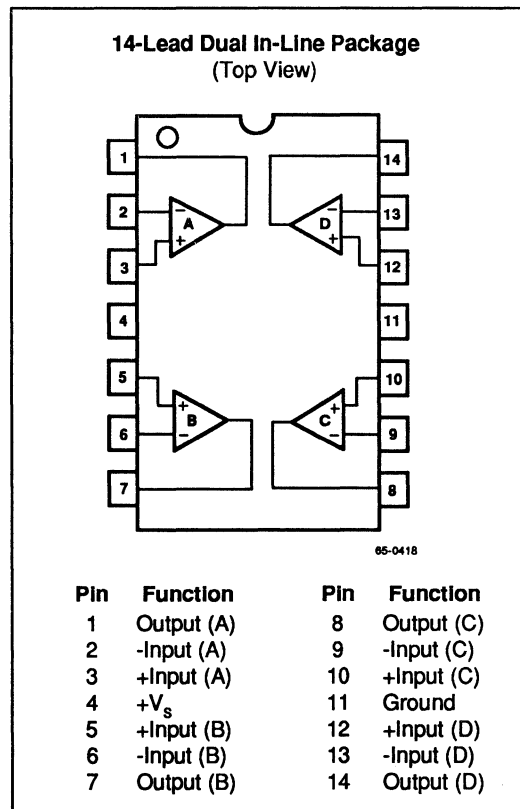 14-Lead Dual In-Line Package
(Top View)
1 14
2 − A + − D + 13
3 12
4 11
5 10
6 + B − + C − 9
7 8
65-0418
Pin Function Pin Function
1 Output (A) 8 Output (C)
2 -Input (A) 9 -Input (C)
3 +Input (A) 10 +Input (C)
4 +Vs 11 Ground
5 +Input (B) 12 +Input (D)
6 -Input (B) 13 -Input (D)
7 Output (B) 14 Output (D)